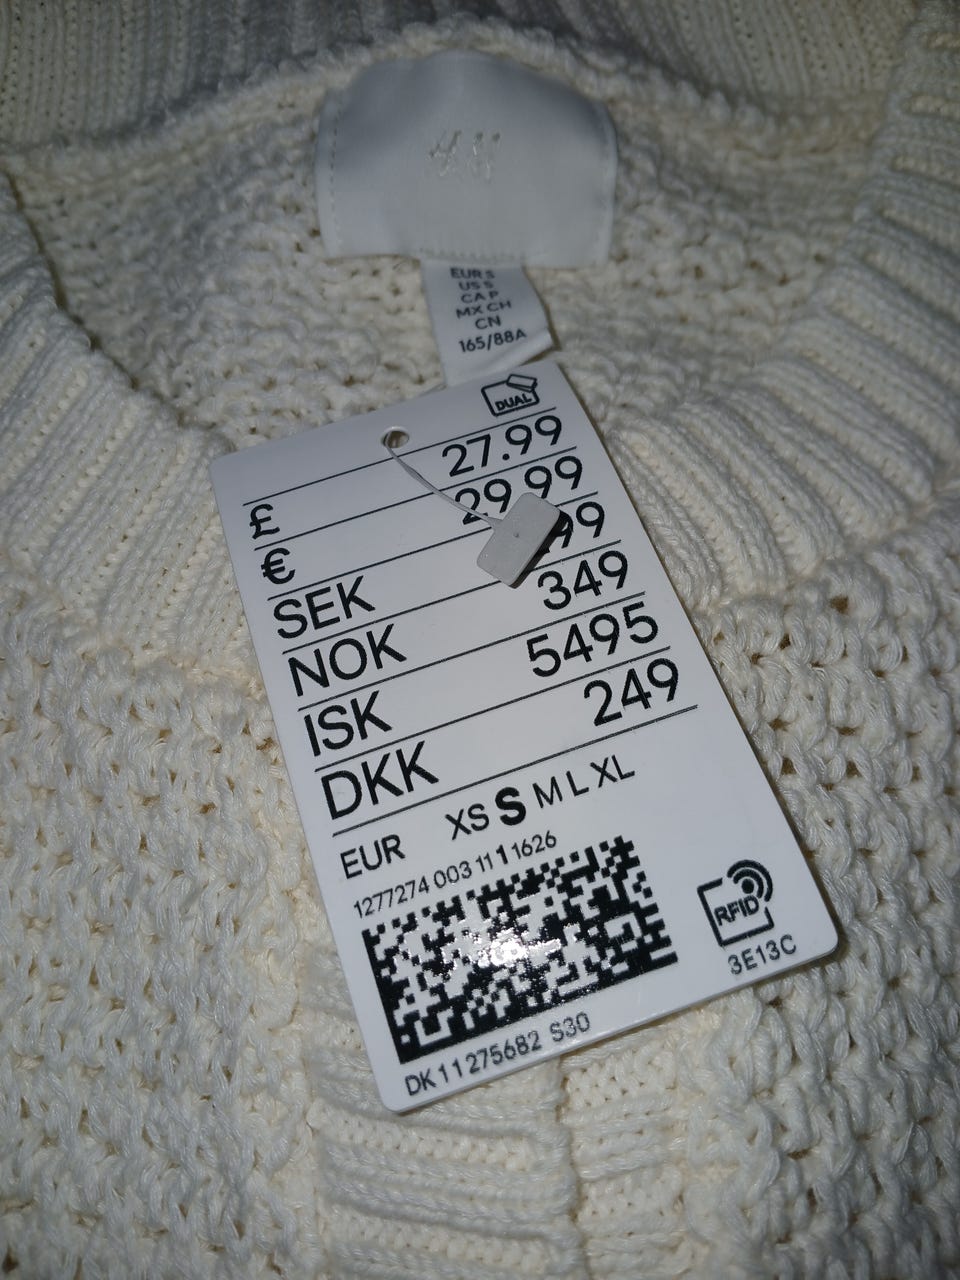 H&M
EUR S
US S
CA P
MX CH
CN
165/88A
DUAL
£ 27.99
€ 29.99
SEK
NOK 349
ISK 5495
DKK 249
EUR XS S M L XL
1277274 003 11 1 1626
RFID
3E13C
DK11275682 S30